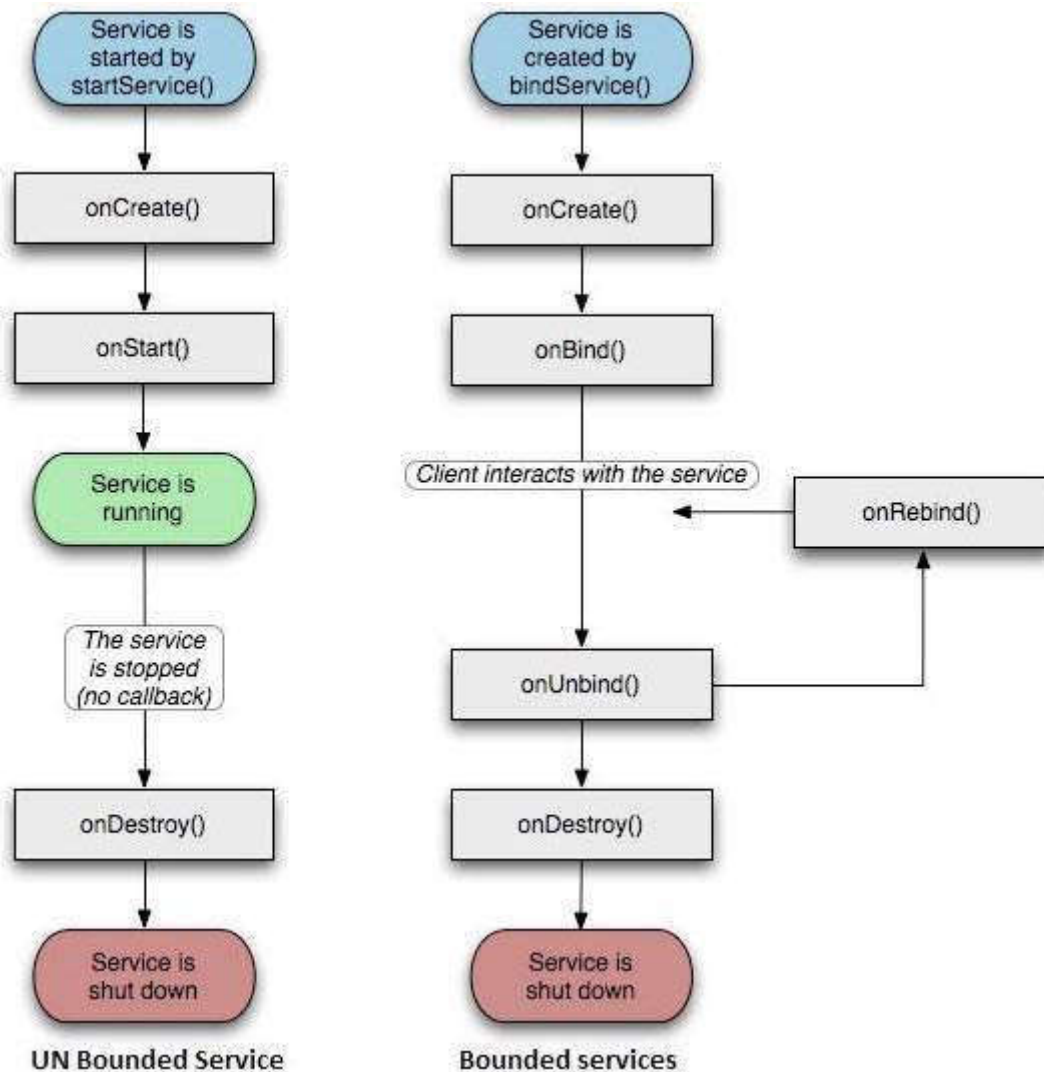 Service is
started by
startService()
onCreate()
onStart()
Service is
running
The service
is stopped
(no callback)
onDestroy()
Service is
shut down
UN Bounded Service
Service is
created by
bindService()
onCreate()
onBind()
Client interacts with the service
onRebind()
onUnbind()
onDestroy()
Service is
shut down
Bounded services